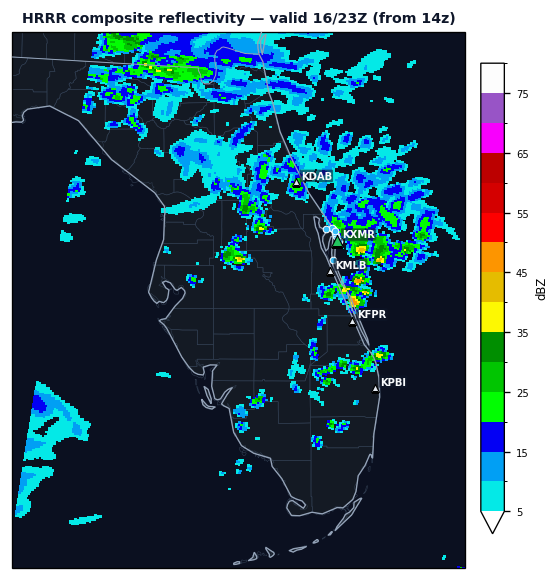 HRRR composite reflectivity — valid 16/23Z (from 14z)
KDAB
KXMR
KMLB
KFPR
KPBI
75
65
55
45
35
25
15
5
dBZ